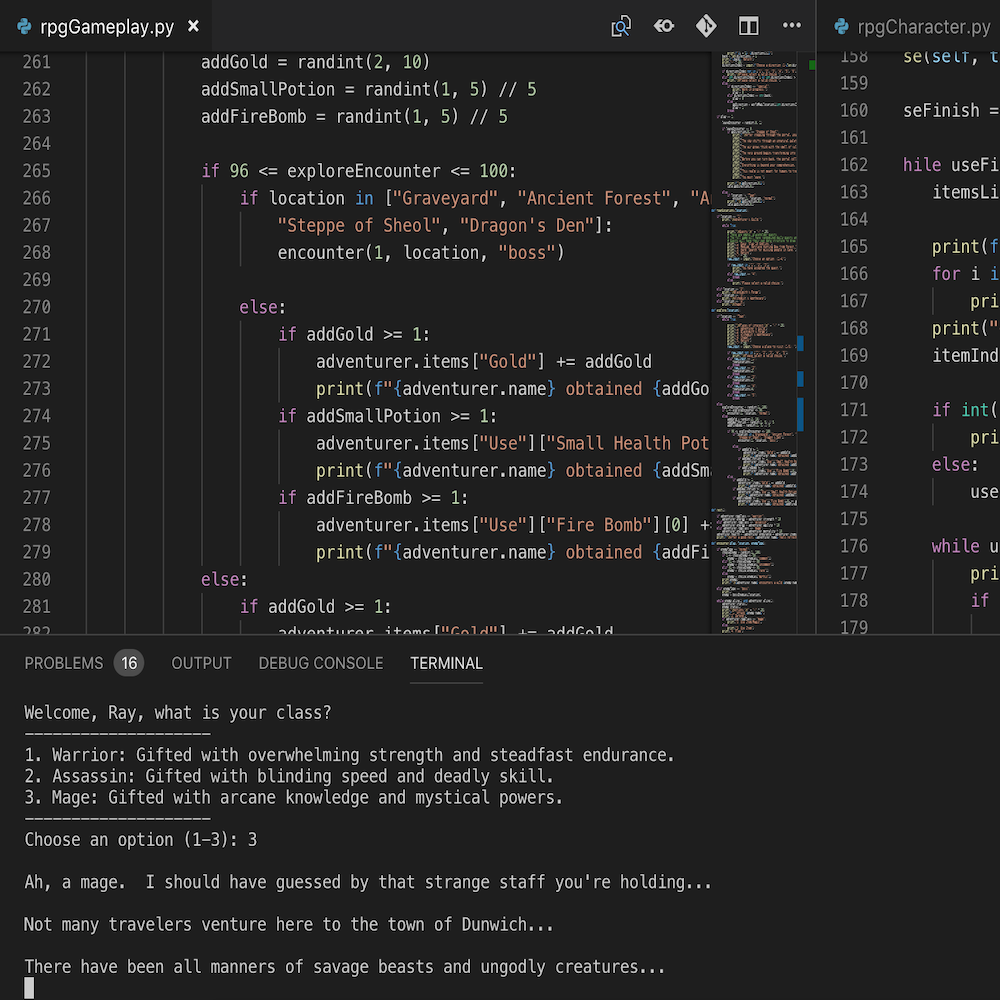 rpgGameplay.py ×
rpgCharacter.py
261 addGold = randint(2, 10)
262 addSmallPotion = randint(1, 5) // 5
263 addFireBomb = randint(1, 5) // 5
264
265 if 96 <= exploreEncounter <= 100:
266 if location in ["Graveyard", "Ancient Forest", "A
267 "Steppe of Sheol", "Dragon's Den"]:
268 encounter(1, location, "boss")
269
270 else:
271 if addGold >= 1:
272 adventurer.items["Gold"] += addGold
273 print(f"{adventurer.name} obtained {addGo
274 if addSmallPotion >= 1:
275 adventurer.items["Use"]["Small Health Pot
276 print(f"{adventurer.name} obtained {addSm
277 if addFireBomb >= 1:
278 adventurer.items["Use"]["Fire Bomb"][0] +
279 print(f"{adventurer.name} obtained {addFi
280 else:
281 if addGold >= 1:
282 adventurer.items["Gold"] += addGold
158 se(self, t
159
160 seFinish =
161
162 hile useFi
163 itemsLi
164
165 print(f
166 for i i
167 pri
168 print("
169 itemInd
170
171 if int(
172 pri
173 else:
174 use
175
176 while u
177 pri
178 if
179
PROBLEMS 16 OUTPUT DEBUG CONSOLE TERMINAL
Welcome, Ray, what is your class?
--------------------
1. Warrior: Gifted with overwhelming strength and steadfast endurance.
2. Assassin: Gifted with blinding speed and deadly skill.
3. Mage: Gifted with arcane knowledge and mystical powers.
--------------------
Choose an option (1-3): 3
Ah, a mage.  I should have guessed by that strange staff you're holding...
Not many travelers venture here to the town of Dunwich...
There have been all manners of savage beasts and ungodly creatures...